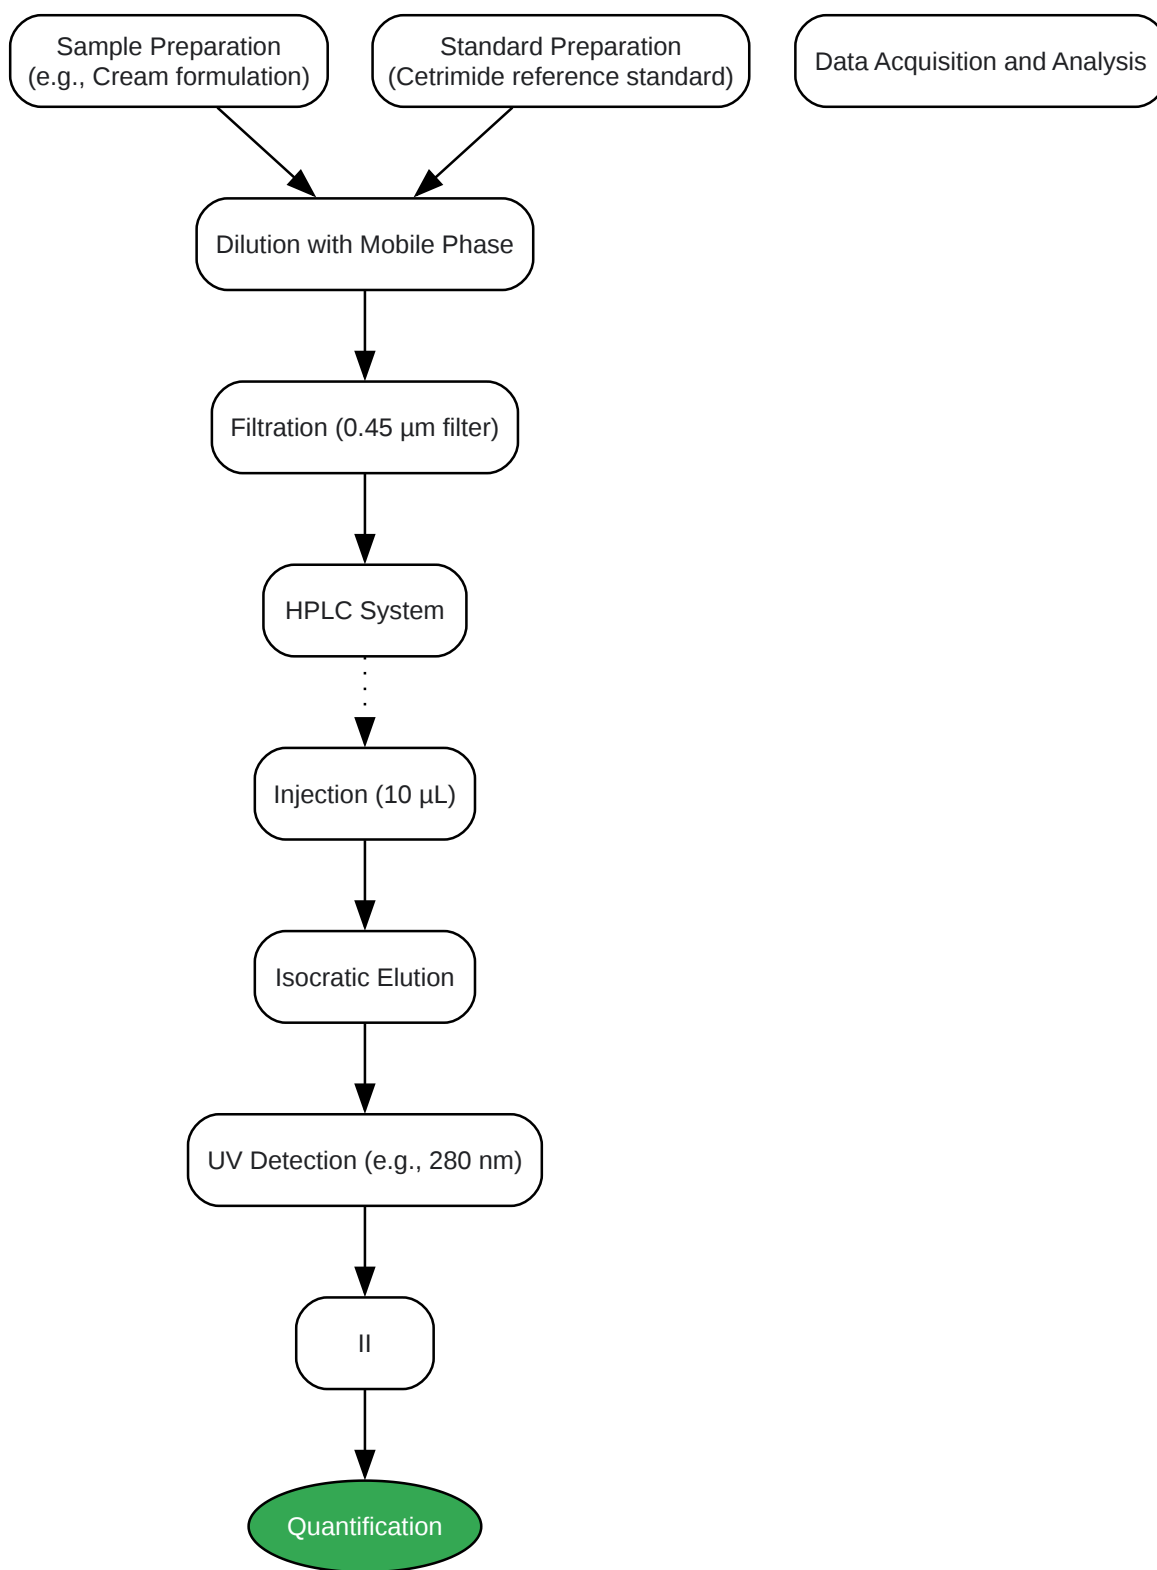 Sample Preparation
(e.g., Cream formulation)
Standard Preparation
(Cetrimide reference standard)
Data Acquisition and Analysis
Dilution with Mobile Phase
Filtration (0.45 µm filter)
HPLC System
Injection (10 µL)
Isocratic Elution
UV Detection (e.g., 280 nm)
II
Quantification